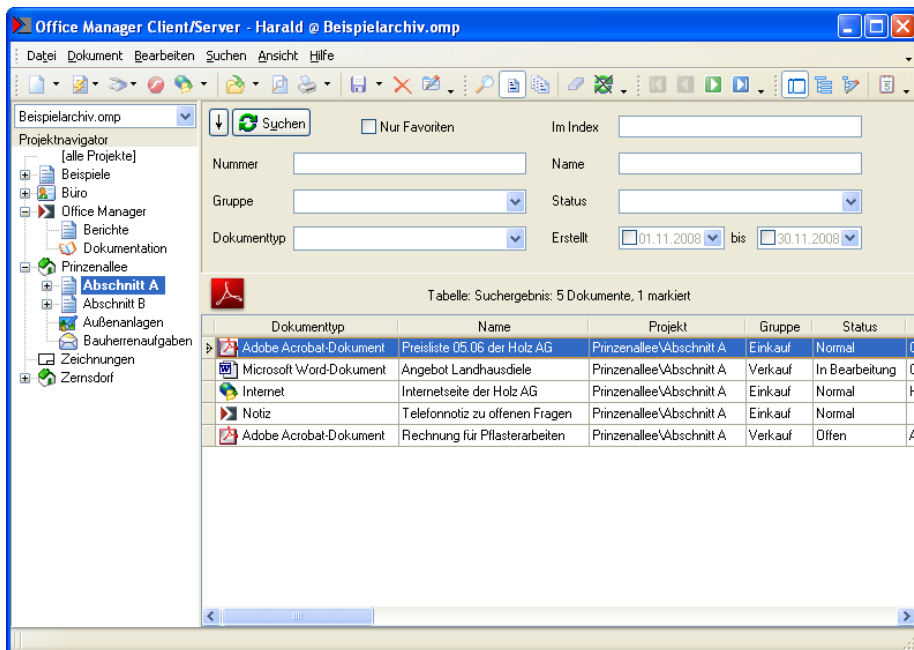 Office Manager Client/Server - Harald @ Beispielarchiv.omp
Datei Dokument Bearbeiten Suchen Ansicht Hilfe
Beispielarchiv.omp
Projektnavigator
[alle Projekte]
Beispiele
Büro
Office Manager
Berichte
Dokumentation
Prinzenallee
Abschnitt A
Abschnitt B
Außenanlagen
Bauherrenaufgaben
Zeichnungen
Zernsdorf
Suchen Nur Favoriten Im Index
Nummer Name
Gruppe Status
Dokumenttyp Erstellt 01.11.2008 bis 30.11.2008
Tabelle: Suchergebnis: 5 Dokumente, 1 markiert
Dokumenttyp Name Projekt Gruppe Status
Adobe Acrobat-Dokument Preisliste 05.06 der Holz AG Prinzenallee\Abschnitt A Einkauf Normal
Microsoft Word-Dokument Angebot Landhausdiele Prinzenallee\Abschnitt A Verkauf In Bearbeitung
Internet Internetseite der Holz AG Prinzenallee\Abschnitt A Einkauf Normal
Notiz Telefonnotiz zu offenen Fragen Prinzenallee\Abschnitt A Einkauf Normal
Adobe Acrobat-Dokument Rechnung für Pflasterarbeiten Prinzenallee\Abschnitt A Verkauf Offen